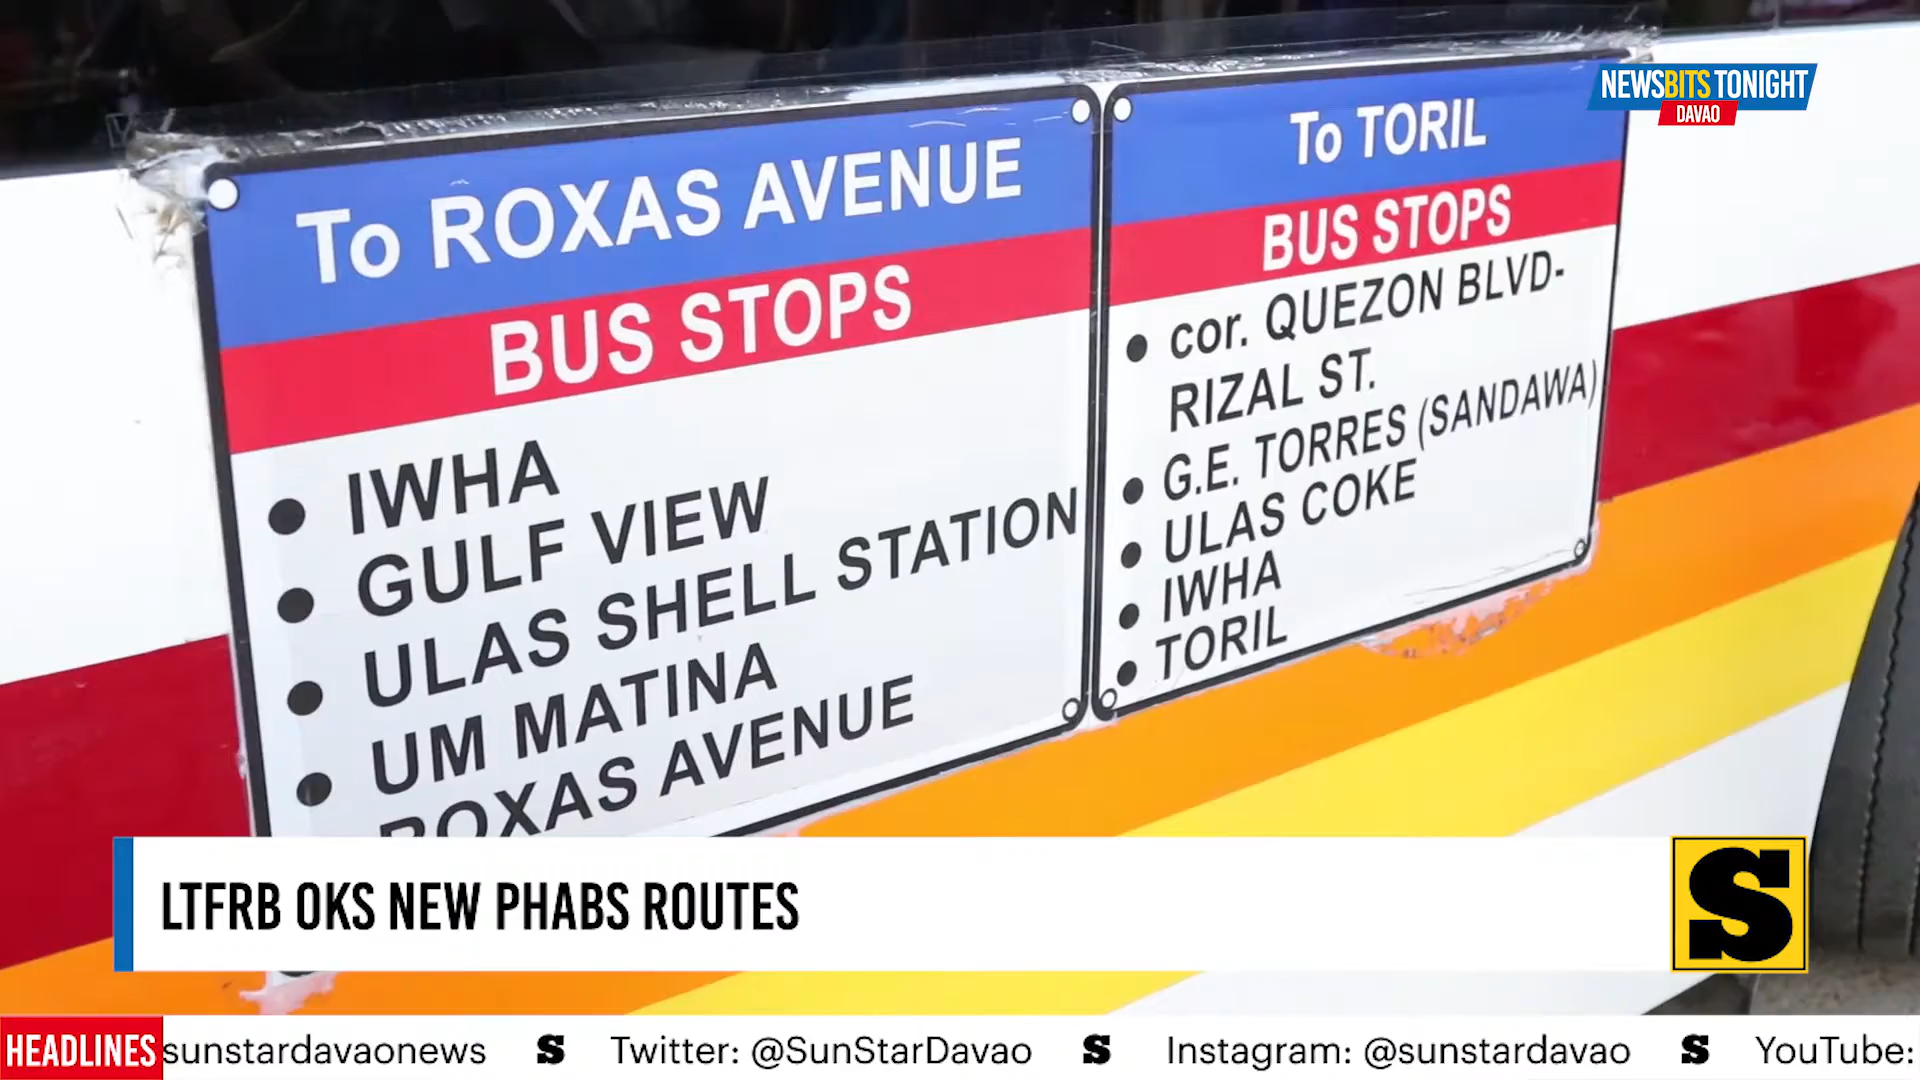 NEWSBITS TONIGHT
DAVAO
To ROXAS AVENUE
BUS STOPS
• IWHA
• GULF VIEW
• ULAS SHELL STATION
• UM MATINA
ROXAS AVENUE
To TORIL
BUS STOPS
• cor. QUEZON BLVD-
RIZAL ST.
• G.E. TORRES (SANDAWA)
• ULAS COKE
• IWHA
• TORIL
LTFRB OKS NEW PHABS ROUTES
S
HEADLINES sunstardavaonews S Twitter: @SunStarDavao S Instagram: @sunstardavao S YouTube: